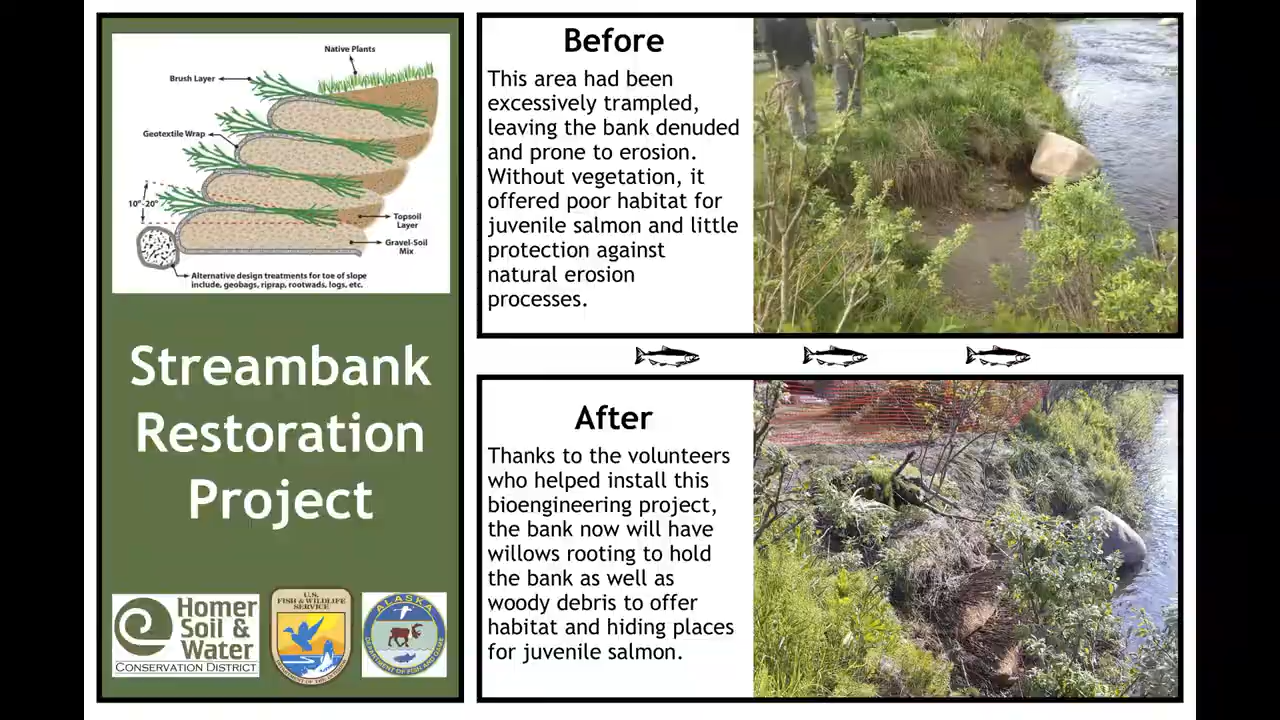 Native Plants
Brush Layer
Geotextile Wrap
10"-20"
Topsoil
Layer
Gravel-Soil
Mix
Alternative design treatments for toe of slope
include, geobags, riprap, rootwads, logs, etc.
Streambank
Restoration
Project
Homer
Soil &
Water
CONSERVATION DISTRICT
U.S.
FISH & WILDLIFE
SERVICE
DEPARTMENT OF THE INTERIOR
ALASKA
DEPARTMENT OF FISH AND GAME
Before
This area had been
excessively trampled,
leaving the bank denuded
and prone to erosion.
Without vegetation, it
offered poor habitat for
juvenile salmon and little
protection against
natural erosion
processes.
After
Thanks to the volunteers
who helped install this
bioengineering project,
the bank now will have
willows rooting to hold
the bank as well as
woody debris to offer
habitat and hiding places
for juvenile salmon.